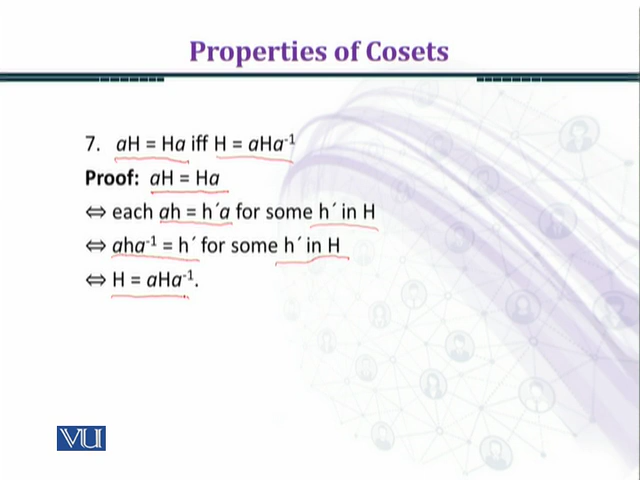 Properties of Cosets
7. aH = Ha iff H = aHa⁻¹
Proof: aH = Ha
⇔ each ah = h´a for some h´ in H
⇔ aha⁻¹ = h´ for some h´ in H
⇔ H = aHa⁻¹.
VU